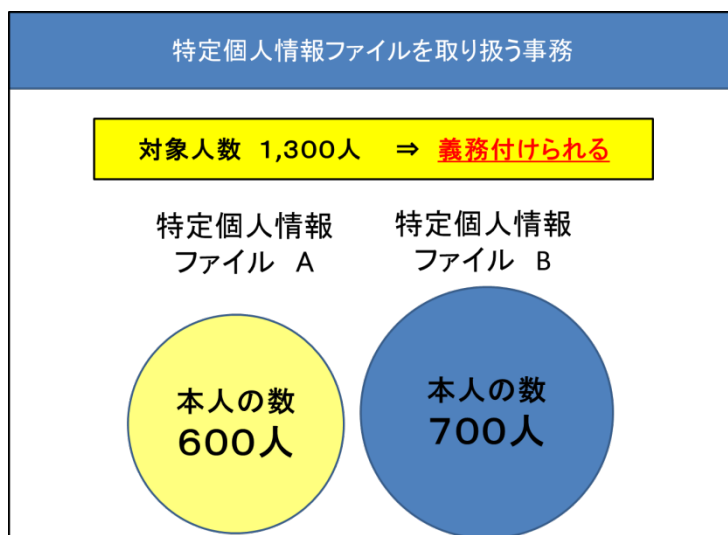 特定個人情報ファイルを取り扱う事務
対象人数 1,300人 ⇒ 義務付けられる
特定個人情報
ファイル A
特定個人情報
ファイル B
本人の数
600人
本人の数
700人